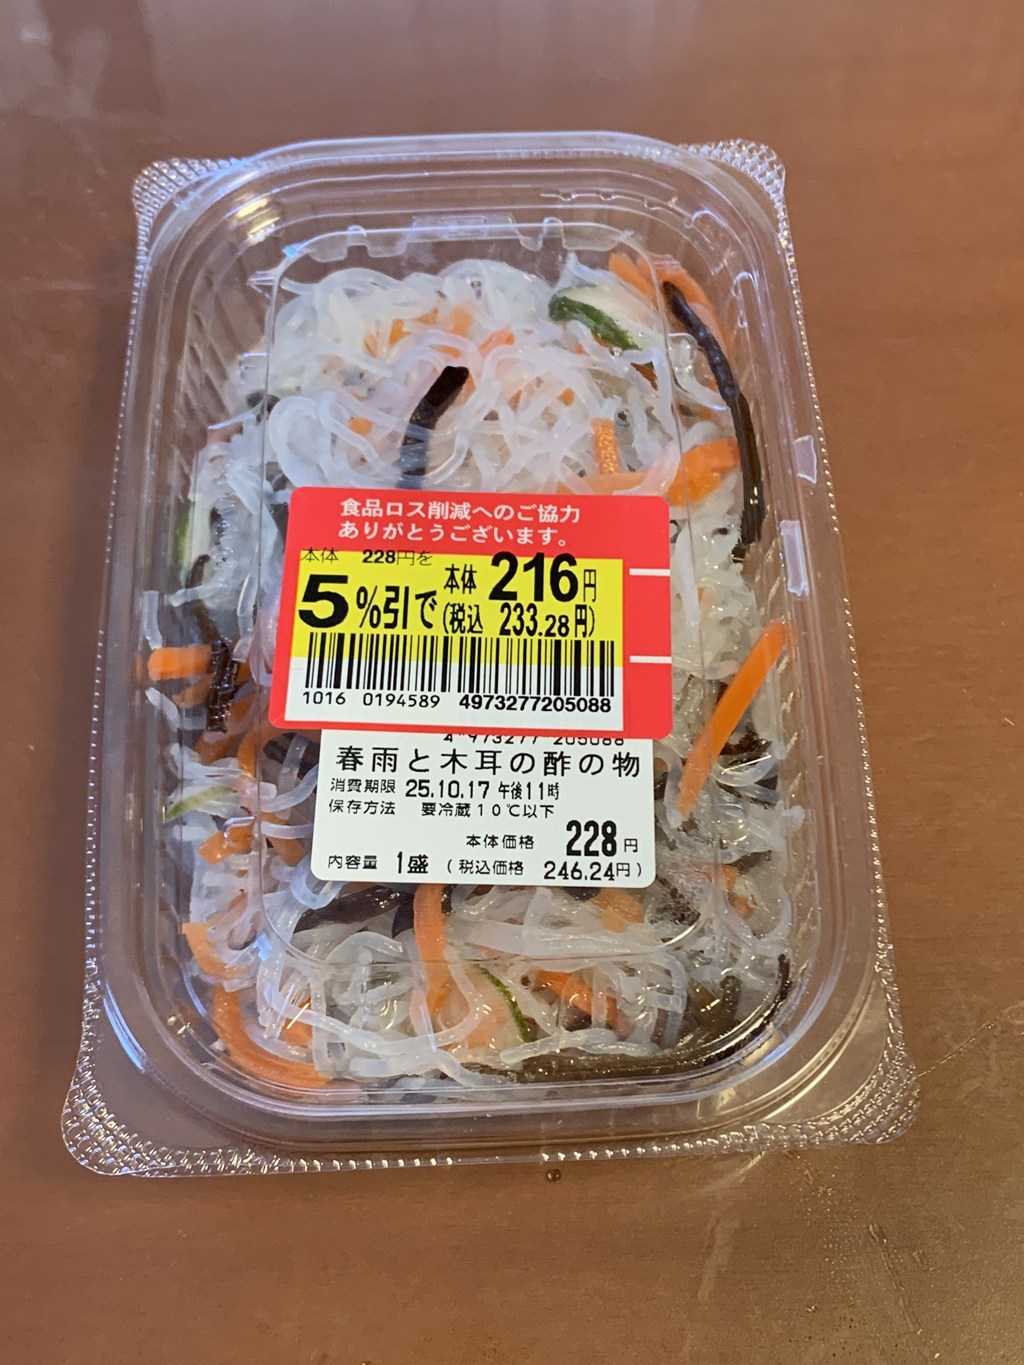 食品ロス削減へのご協力
ありがとうございます。
本体 228円を
5%引で
本体 216円
(税込 233.28円)
1016 0194589 4973277205088
4 973277 205088
春雨と木耳の酢の物
消費期限 25.10.17 午後11時
保存方法 要冷蔵10℃以下
本体価格 228円
内容量 1盛 (税込価格 246.24円)